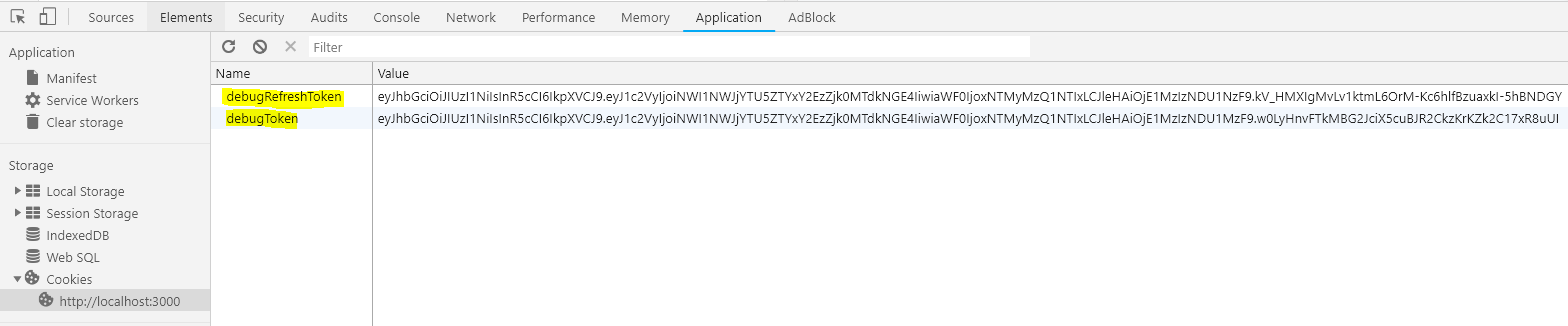 Sources Elements Security Audits Console Network Performance Memory Application AdBlock
Application
Manifest
Service Workers
Clear storage
Storage
Local Storage
Session Storage
IndexedDB
Web SQL
Cookies
http://localhost:3000
Filter
Name Value
debugRefreshToken eyJhbGciOiJIUzI1NiIsInR5cCI6IkpXVCJ9.eyJ1c2VyIjoiNWI1NWJjYTU5ZTYxY2EzZjk0MTdkNGE4IiwiaWF0IjoxNTMyMzQ1NTIxLCJleHAiOjE1MzIzNDU1NzF9.kV_HMXIgMvLv1ktmL6OrM-Kc6hlfBzuaxkI-5hBNDGY
debugToken eyJhbGciOiJIUzI1NiIsInR5cCI6IkpXVCJ9.eyJ1c2VyIjoiNWI1NWJjYTU5ZTYxY2EzZjk0MTdkNGE4IiwiaWF0IjoxNTMyMzQ1NTIxLCJleHAiOjE1MzIzNDU1MzF9.w0LyHnvFTkMBG2JciX5cuBJR2CkzKrKZk2C17xR8uUI